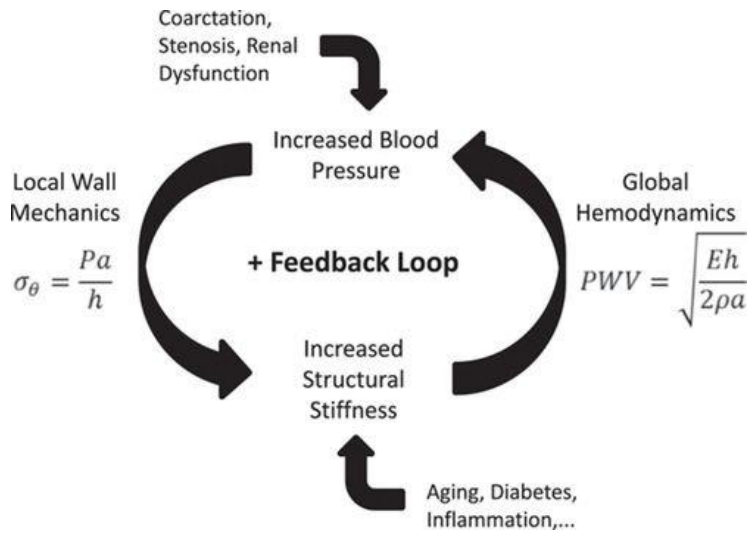 Coarctation,
Stenosis, Renal
Dysfunction
Increased Blood
Pressure
Local Wall
Mechanics
σ_θ = Pa/h
Global
Hemodynamics
PWV = √(Eh/2ρa)
+ Feedback Loop
Increased
Structural
Stiffness
Aging, Diabetes,
Inflammation,...